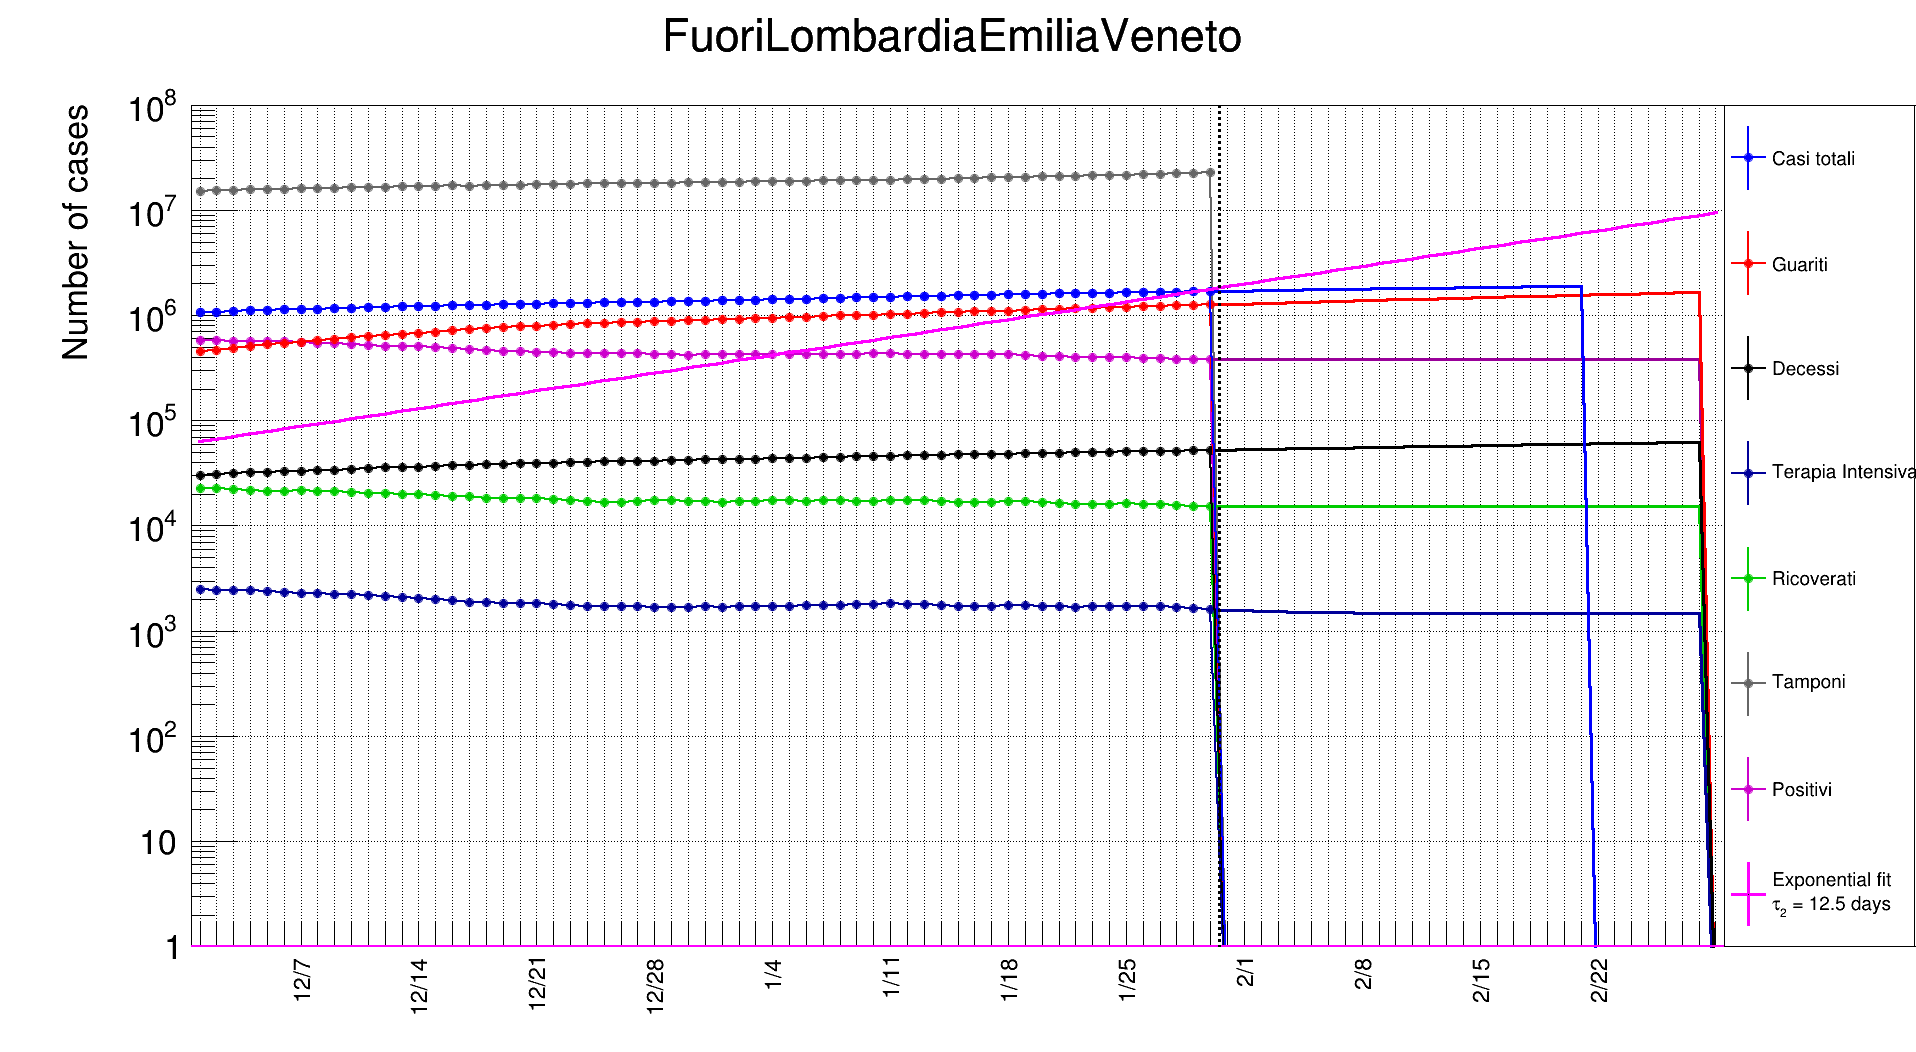 FuoriLombardiaEmiliaVeneto
Number of cases
10^8
10^7
10^6
10^5
10^4
10^3
10^2
10
1
12/7
12/14
12/21
12/28
1/4
1/11
1/18
1/25
2/1
2/8
2/15
2/22
Casi totali
Guariti
Decessi
Terapia Intensiva
Ricoverati
Tamponi
Positivi
Exponential fit
τ₂ = 12.5 days